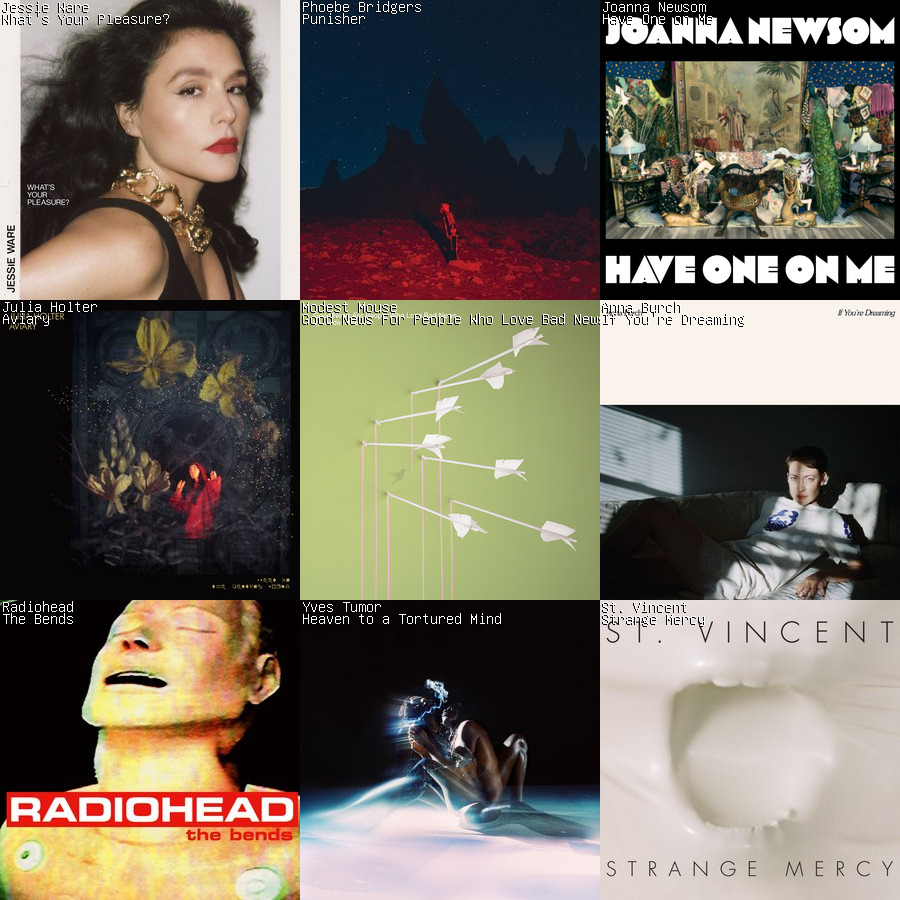 Jessie Ware
What's Your Pleasure?
WHAT'S
YOUR
PLEASURE?
JESSIE WARE
Phoebe Bridgers
Punisher
Joanna Newsom
Have One on Me
JOANNA NEWSOM
HAVE ONE ON ME
Julia Holter
Aviary
HOLTER
AVIARY
Modest Mouse
Good News For People Who Love Bad News
Anna Burch
If You're Dreaming
If You're Dreaming
Radiohead
The Bends
RADIOHEAD
the bends
Yves Tumor
Heaven to a Tortured Mind
St. Vincent
Strange Mercy
ST. VINCENT
STRANGE MERCY